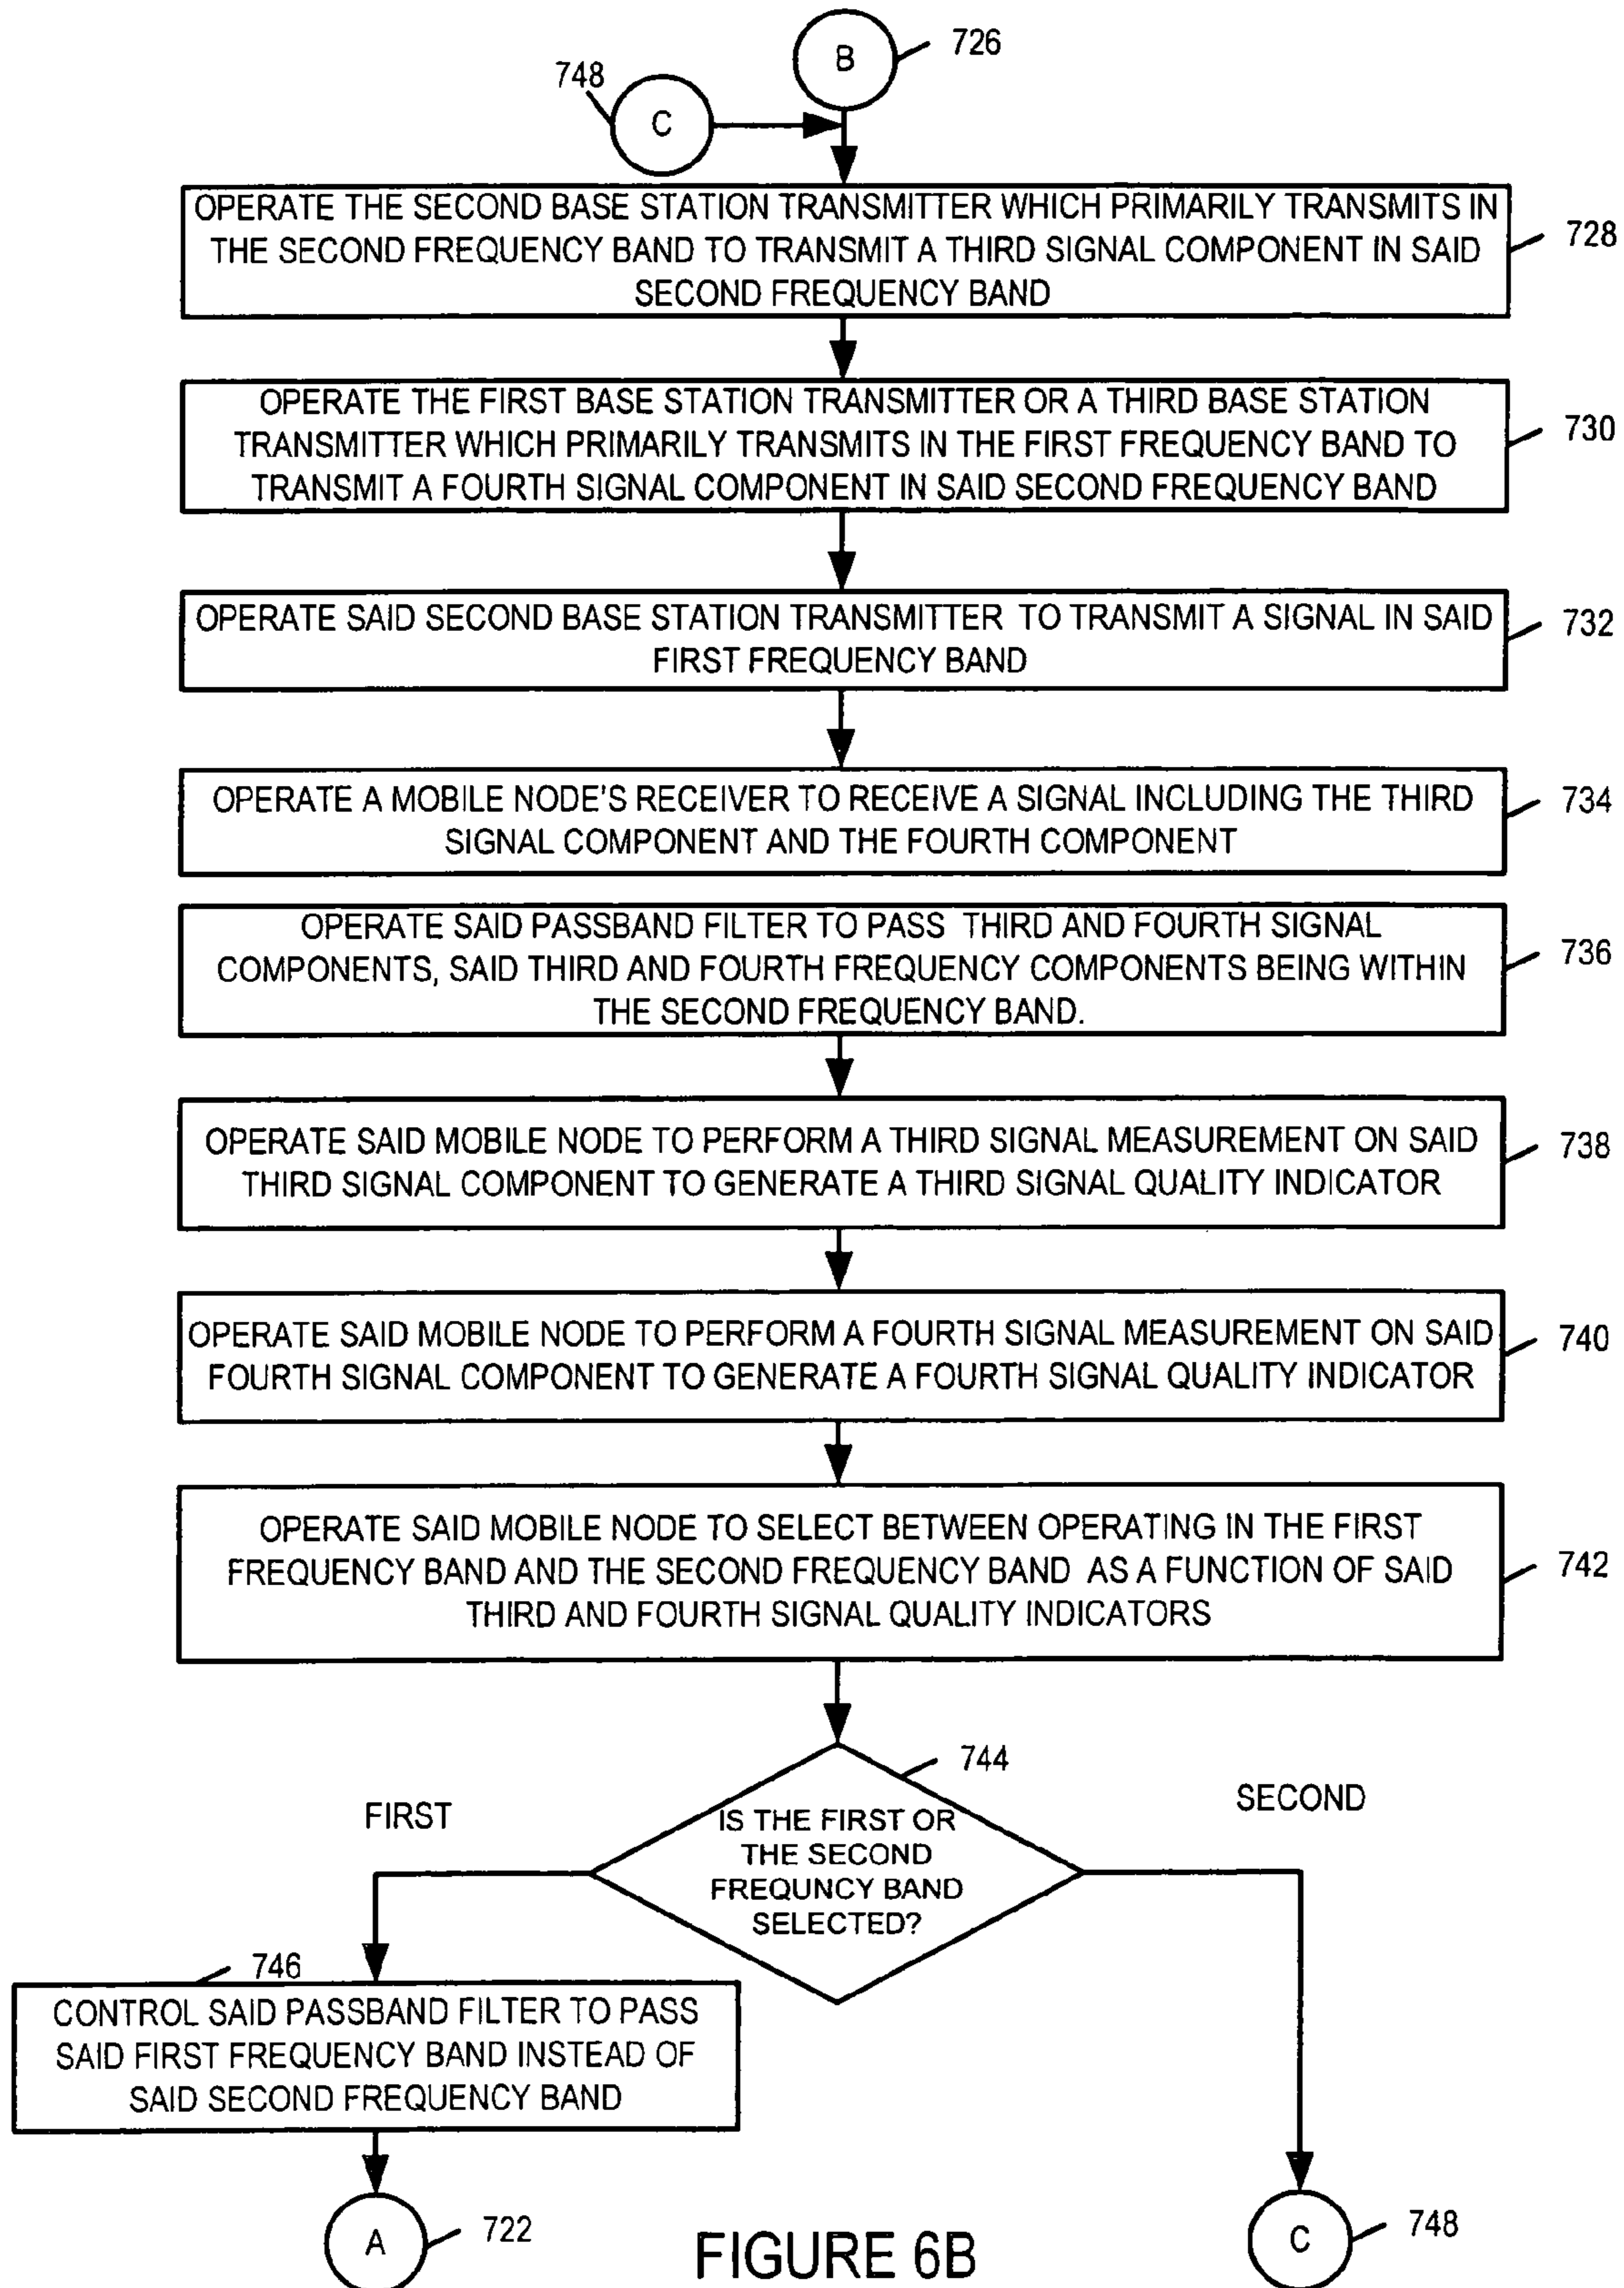 B
726
748
C
OPERATE THE SECOND BASE STATION TRANSMITTER WHICH PRIMARILY TRANSMITS IN
THE SECOND FREQUENCY BAND TO TRANSMIT A THIRD SIGNAL COMPONENT IN SAID
SECOND FREQUENCY BAND
728
OPERATE THE FIRST BASE STATION TRANSMITTER OR A THIRD BASE STATION
TRANSMITTER WHICH PRIMARILY TRANSMITS IN THE FIRST FREQUENCY BAND TO
TRANSMIT A FOURTH SIGNAL COMPONENT IN SAID SECOND FREQUENCY BAND
730
OPERATE SAID SECOND BASE STATION TRANSMITTER TO TRANSMIT A SIGNAL IN SAID
FIRST FREQUENCY BAND
732
OPERATE A MOBILE NODE'S RECEIVER TO RECEIVE A SIGNAL INCLUDING THE THIRD
SIGNAL COMPONENT AND THE FOURTH COMPONENT
734
OPERATE SAID PASSBAND FILTER TO PASS THIRD AND FOURTH SIGNAL
COMPONENTS, SAID THIRD AND FOURTH FREQUENCY COMPONENTS BEING WITHIN
THE SECOND FREQUENCY BAND.
736
OPERATE SAID MOBILE NODE TO PERFORM A THIRD SIGNAL MEASUREMENT ON SAID
THIRD SIGNAL COMPONENT TO GENERATE A THIRD SIGNAL QUALITY INDICATOR
738
OPERATE SAID MOBILE NODE TO PERFORM A FOURTH SIGNAL MEASUREMENT ON SAID
FOURTH SIGNAL COMPONENT TO GENERATE A FOURTH SIGNAL QUALITY INDICATOR
740
OPERATE SAID MOBILE NODE TO SELECT BETWEEN OPERATING IN THE FIRST
FREQUENCY BAND AND THE SECOND FREQUENCY BAND AS A FUNCTION OF SAID
THIRD AND FOURTH SIGNAL QUALITY INDICATORS
742
744
FIRST
SECOND
IS THE FIRST OR
THE SECOND
FREQUNCY BAND
SELECTED?
746
CONTROL SAID PASSBAND FILTER TO PASS
SAID FIRST FREQUENCY BAND INSTEAD OF
SAID SECOND FREQUENCY BAND
A
722
C
748
FIGURE 6B